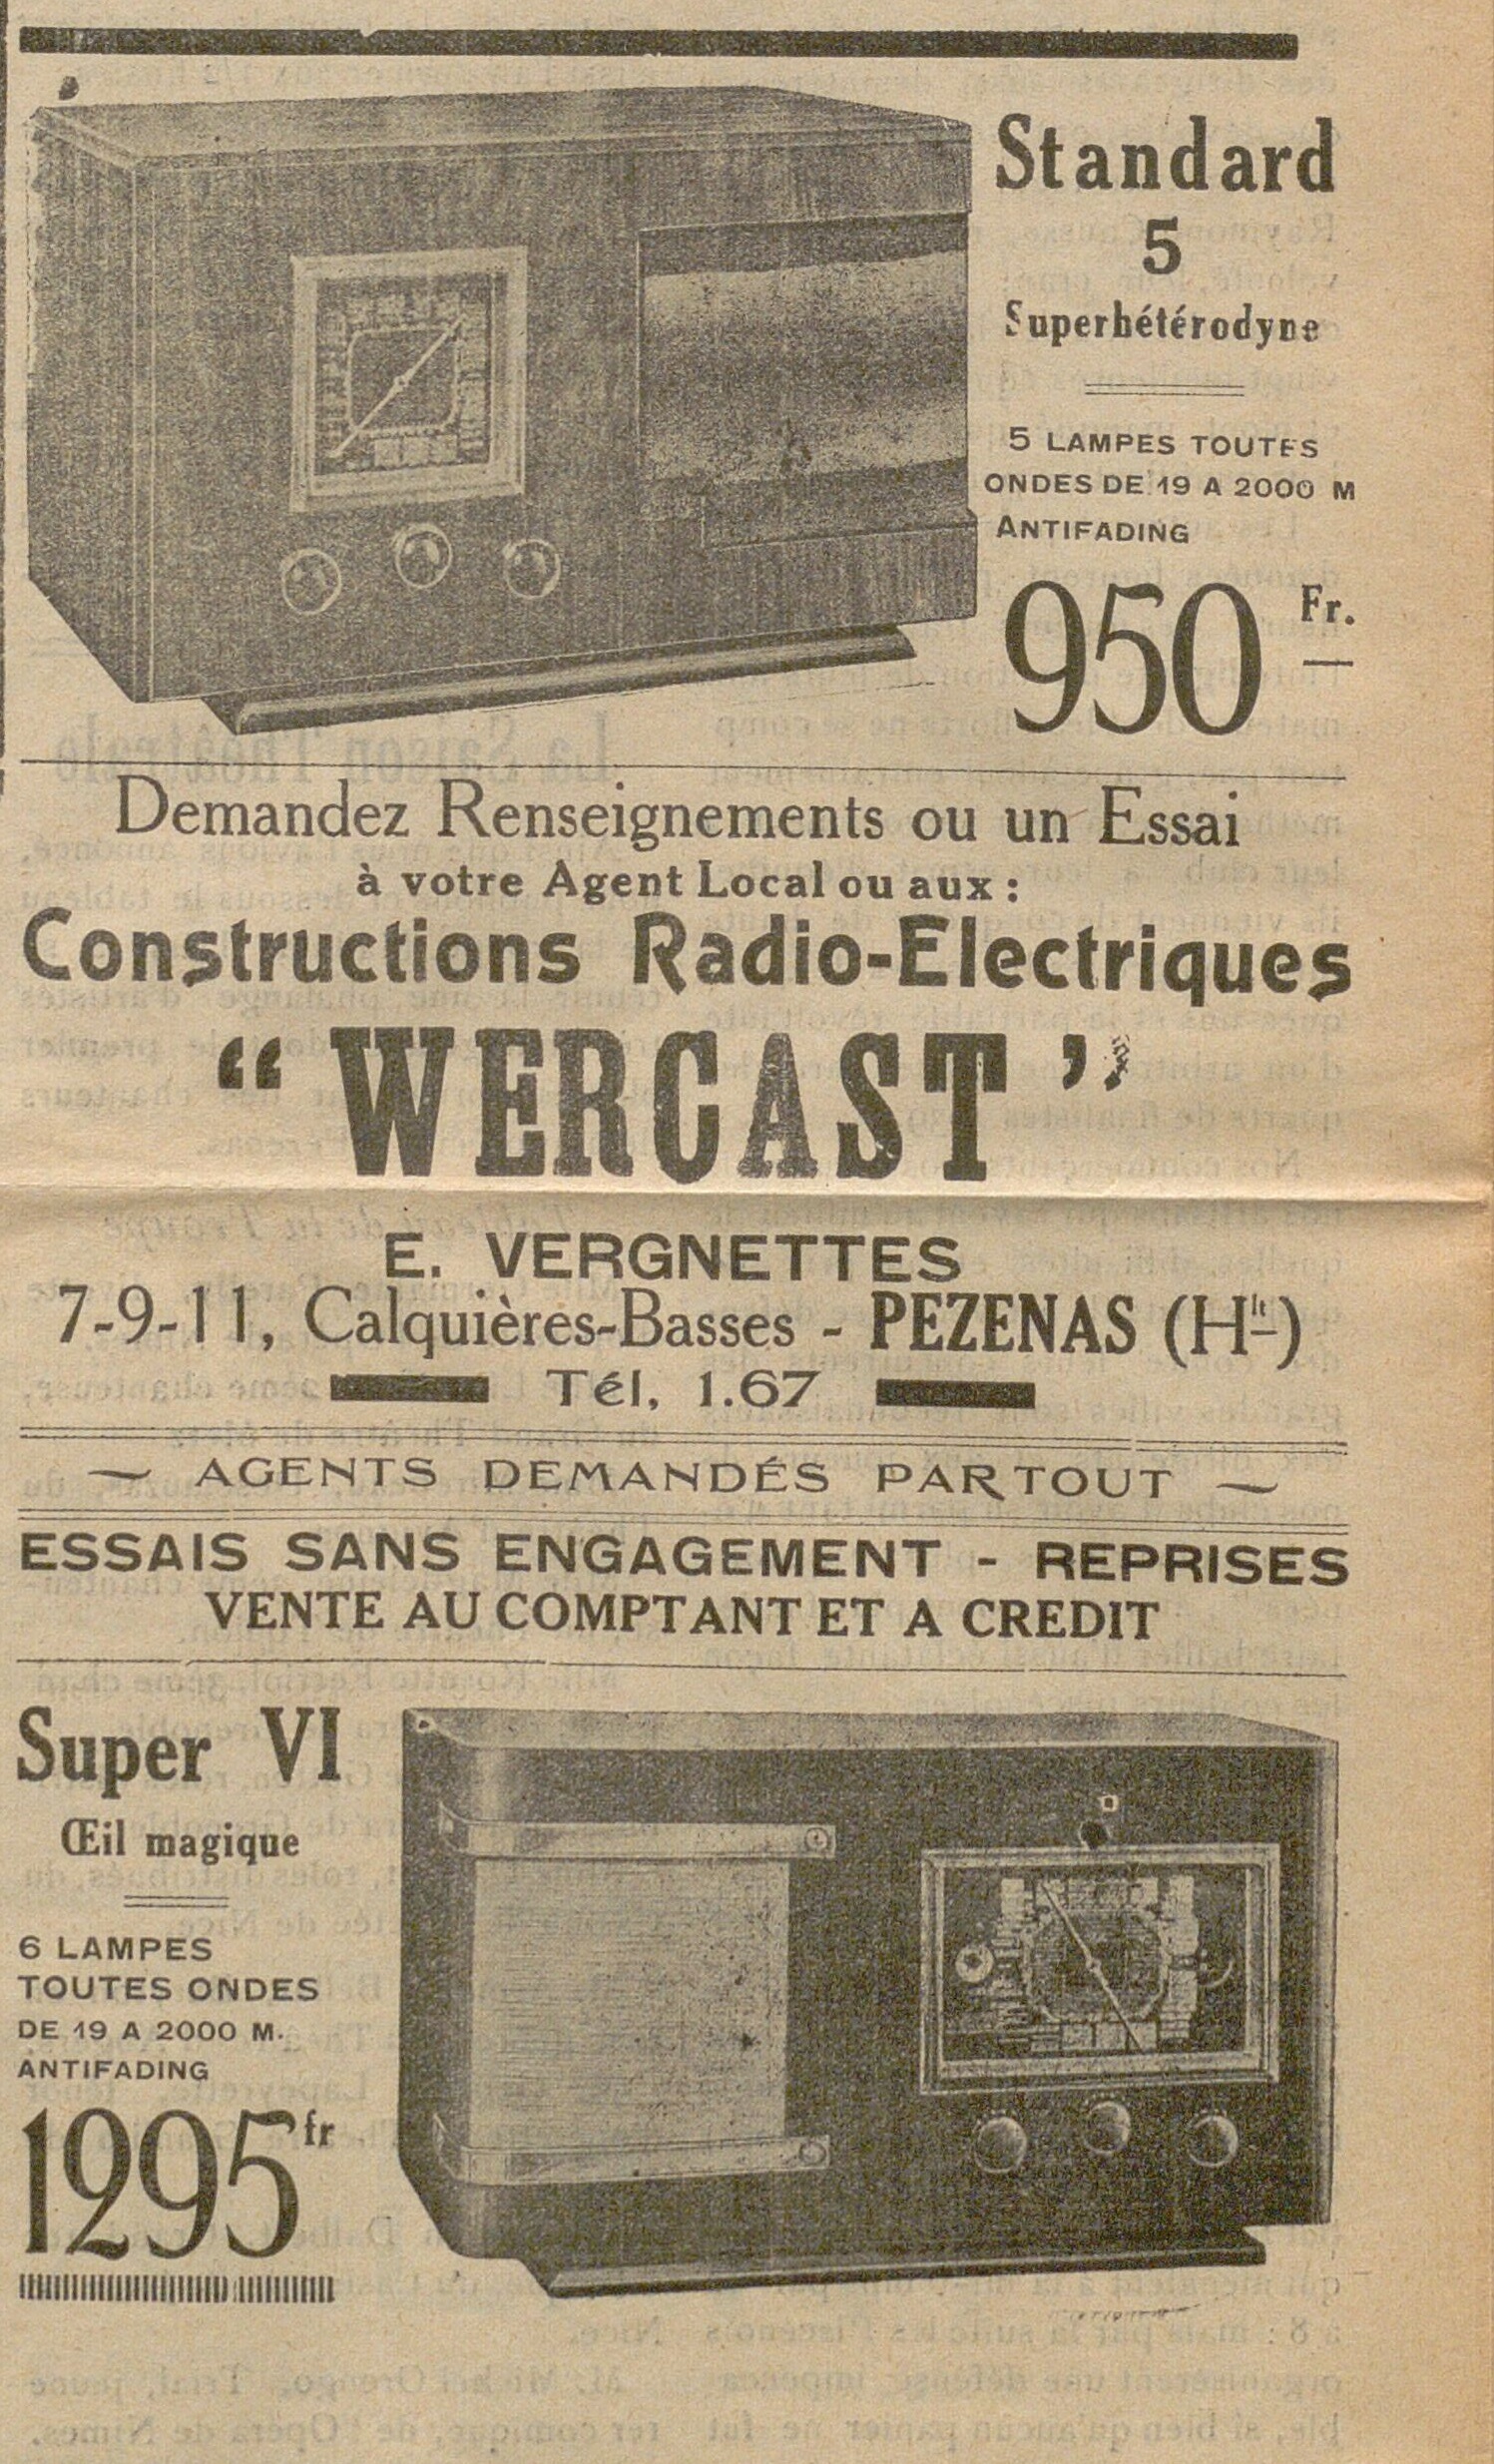 Standard
5
Superhétérodyne
5 LAMPES TOUTES
ONDES DE 19 A 2000 M
ANTIFADING
950 Fr.
Demandez Renseignements ou un Essai
à votre Agent Local ou aux :
Constructions Radio-Electriques
“ WERCAST ”
E. VERGNETTES
7-9-11, Calquières-Basses - PEZENAS (Hlt)
Tél, 1.67
~ AGENTS DEMANDÉS PARTOUT ~
ESSAIS SANS ENGAGEMENT - REPRISES
VENTE AU COMPTANT ET A CREDIT
Super VI
Œil magique
6 LAMPES
TOUTES ONDES
DE 19 A 2000 M.
ANTIFADING
1295 fr